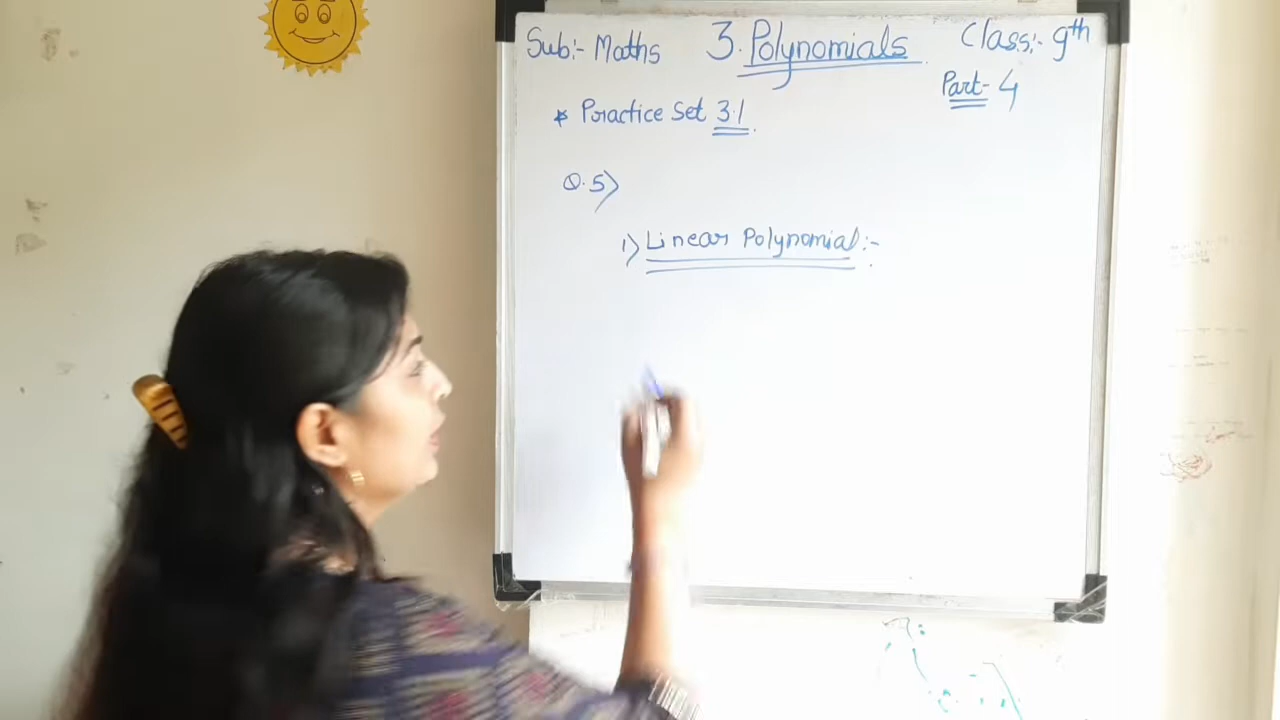 Sub:- Maths 3. Polynomials Class:- 9th
Part- 4
* Practice Set 3.1
Q.5)
1) Linear Polynomial:-